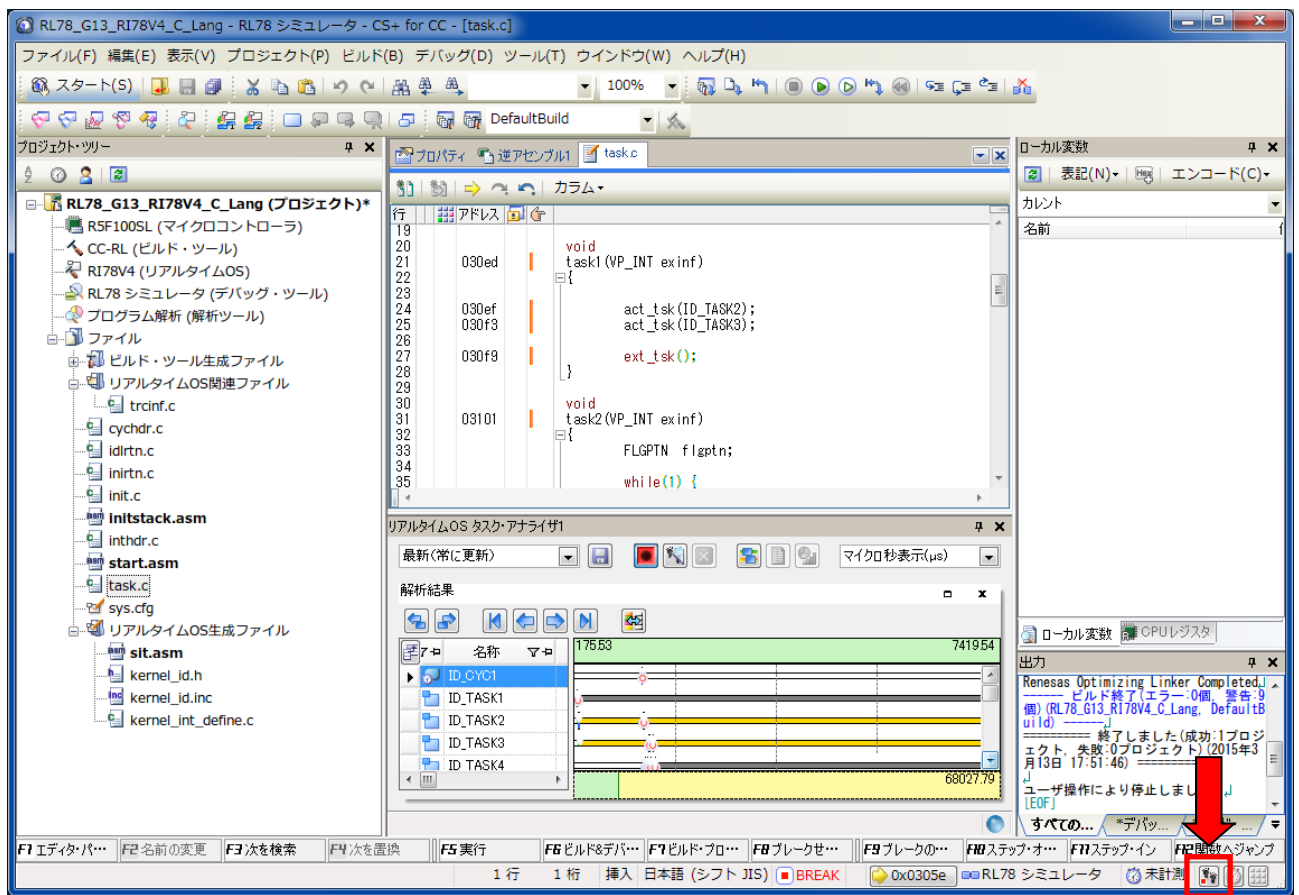 RL78_G13_RI78V4_C_Lang - RL78 シミュレータ - CS+ for CC - [task.c]
ファイル(F) 編集(E) 表示(V) プロジェクト(P) ビルド(B) デバッグ(D) ツール(T) ウインドウ(W) ヘルプ(H)
スタート(S) 100%
DefaultBuild
プロジェクト・ツリー
RL78_G13_RI78V4_C_Lang (プロジェクト)*
R5F100SL (マイクロコントローラ)
CC-RL (ビルド・ツール)
RI78V4 (リアルタイムOS)
RL78 シミュレータ (デバッグ・ツール)
プログラム解析 (解析ツール)
ファイル
ビルド・ツール生成ファイル
リアルタイムOS関連ファイル
trcinf.c
cychdr.c
idlrtn.c
inirtn.c
init.c
initstack.asm
inthdr.c
start.asm
task.c
sys.cfg
リアルタイムOS生成ファイル
sit.asm
kernel_id.h
kernel_id.inc
kernel_int_define.c
プロパティ 逆アセンブル1 task.c
カラム
行 アドレス
19
20 void
21 030ed task1(VP_INT exinf)
22 {
23
24 030ef act_tsk(ID_TASK2);
25 030f3 act_tsk(ID_TASK3);
26
27 030f9 ext_tsk();
28 }
29
30 void
31 03101 task2(VP_INT exinf)
32 {
33 FLGPTN flgptn;
34
35 while(1) {
リアルタイムOS タスク・アナライザ1
最新(常に更新) マイクロ秒表示(μs)
解析結果
名称 175.53 7419.54
ID_CYC1
ID_TASK1
ID_TASK2
ID_TASK3
ID_TASK4
68027.79
ローカル変数
表記(N) Hex エンコード(C)
カレント
名前
ローカル変数 CPUレジスタ
出力
Renesas Optimizing Linker Completed
------ ビルド終了(エラー:0個, 警告:9
個)(RL78_G13_RI78V4_C_Lang, DefaultB
uild) ------
========== 終了しました(成功:1プロジ
ェクト, 失敗:0プロジェクト)(2015年3
月13日 17:51:46) ==========
ユーザ操作により停止しまし
[EOF]
すべての... *デバッ...
F1 エディタ・パ… F2 名前の変更 F3 次を検索 F4 次を置換 F5 実行 F6 ビルド&デバ… F7 ビルド・プロ… F8 ブレークせ… F9 ブレークの… F10 ステップ・オ… F11 ステップ・イン F12 関数へジャンプ
1 行 1 桁 挿入 日本語 (シフト JIS) BREAK 0x0305e RL78 シミュレータ 未計測